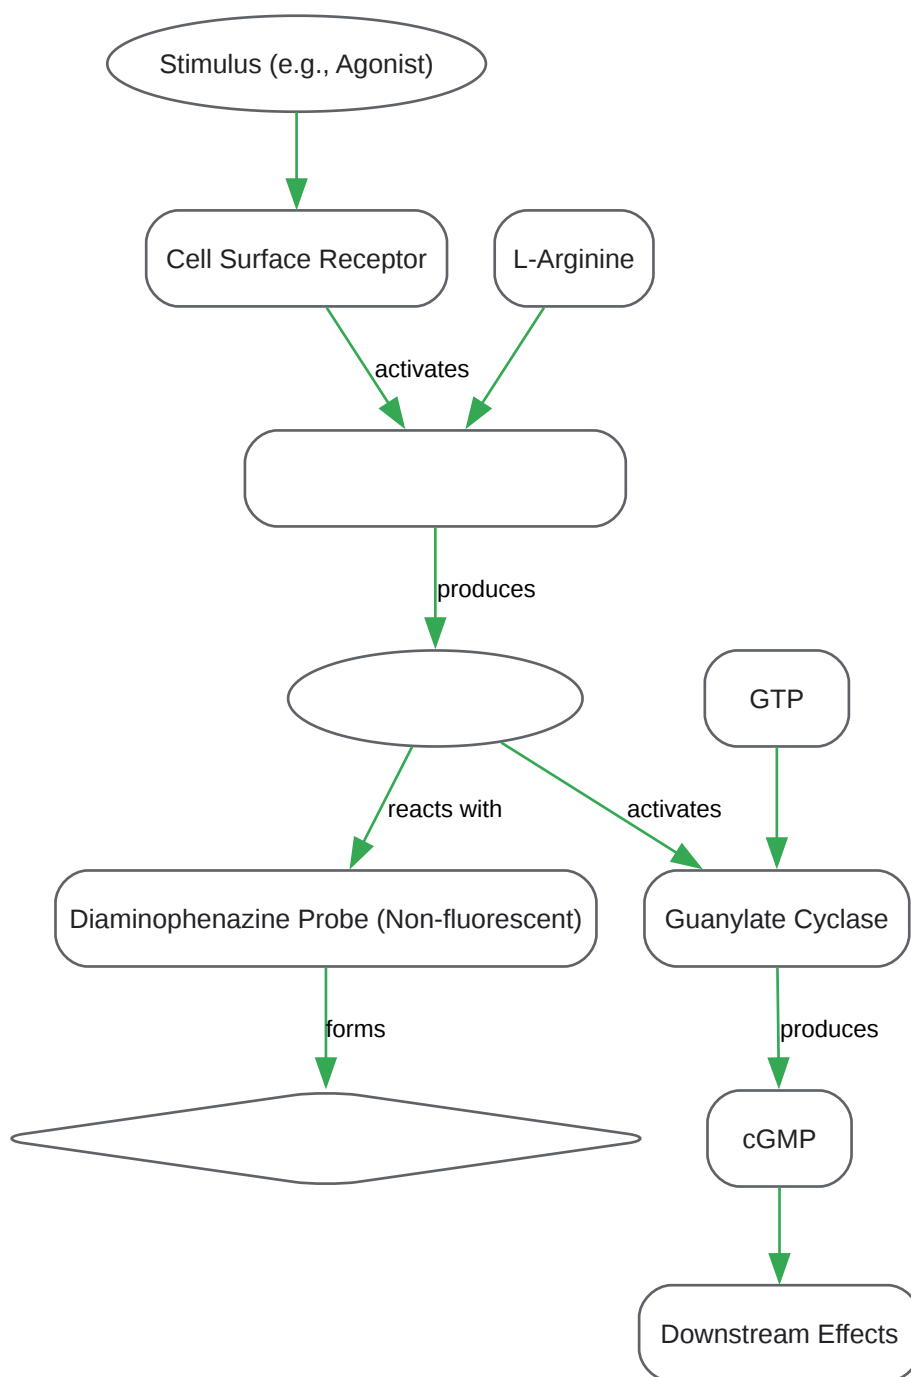 Stimulus (e.g., Agonist)
Cell Surface Receptor
L-Arginine
activates
produces
GTP
reacts with
activates
Diaminophenazine Probe (Non-fluorescent)
Guanylate Cyclase
forms
produces
cGMP
Downstream Effects